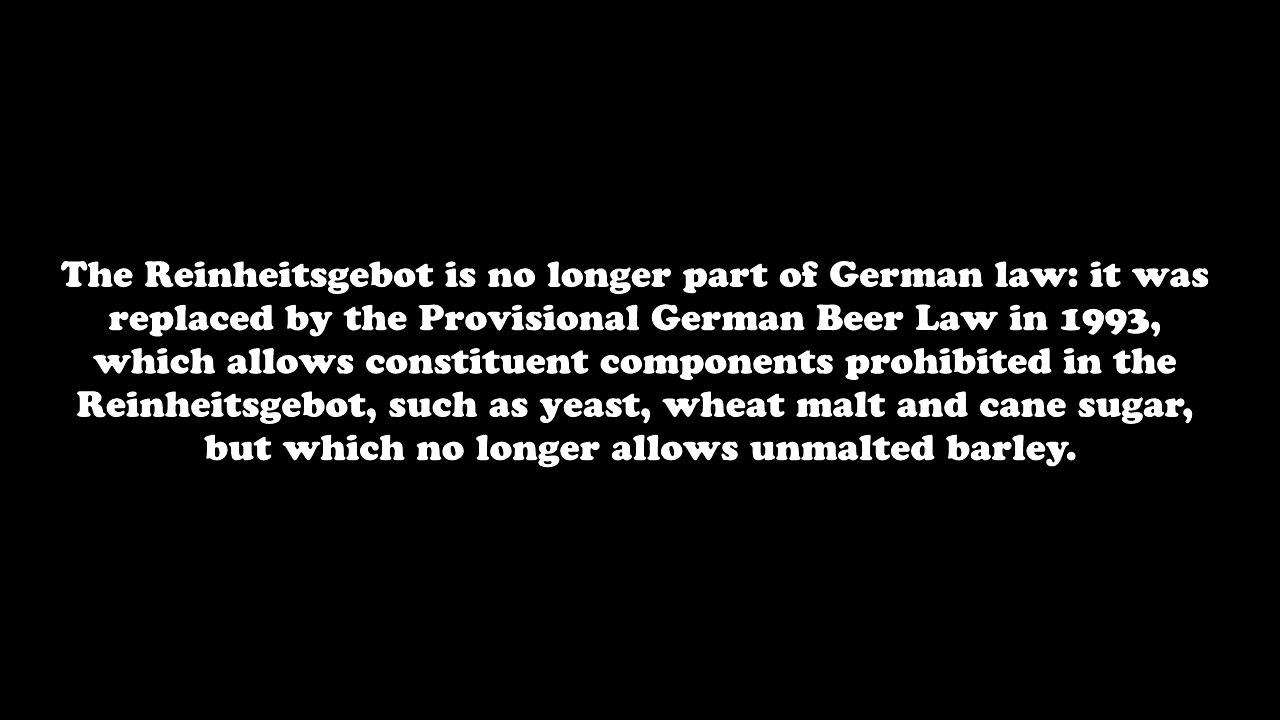 The Reinheitsgebot is no longer part of German law: it was
replaced by the Provisional German Beer Law in 1993,
which allows constituent components prohibited in the
Reinheitsgebot, such as yeast, wheat malt and cane sugar,
but which no longer allows unmalted barley.